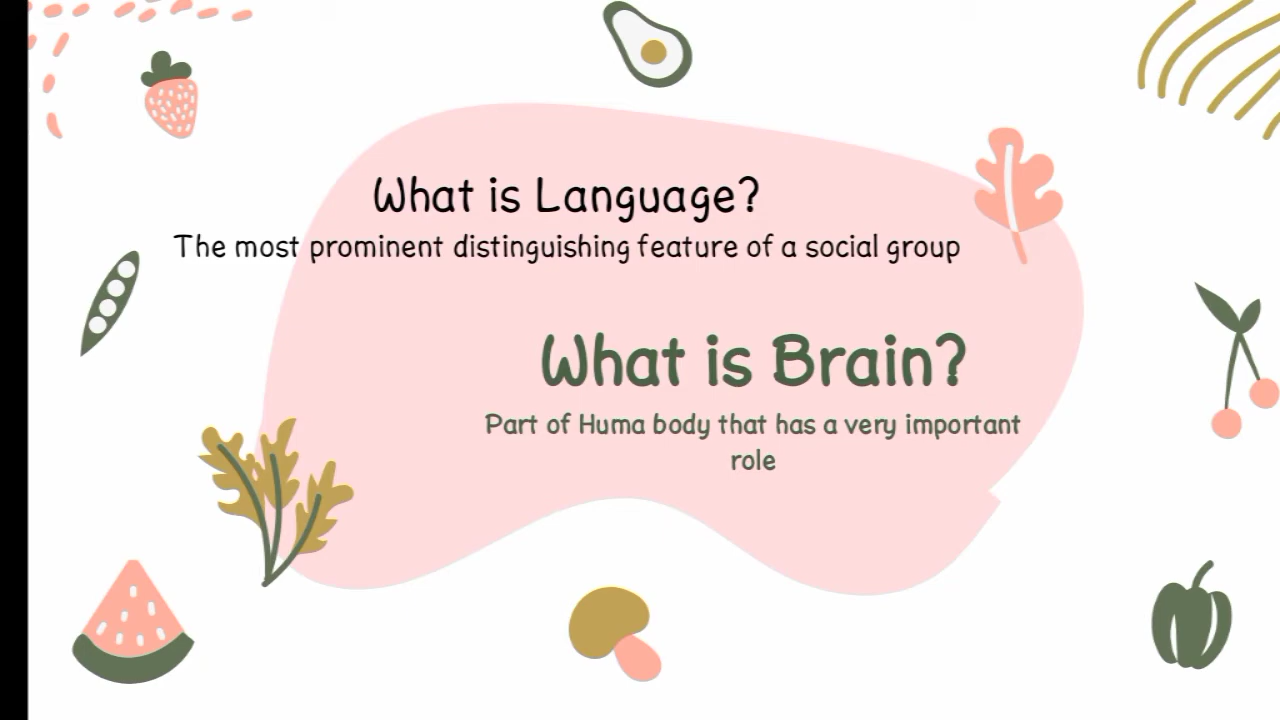 What is Language?
The most prominent distinguishing feature of a social group
What is Brain?
Part of Huma body that has a very important
role